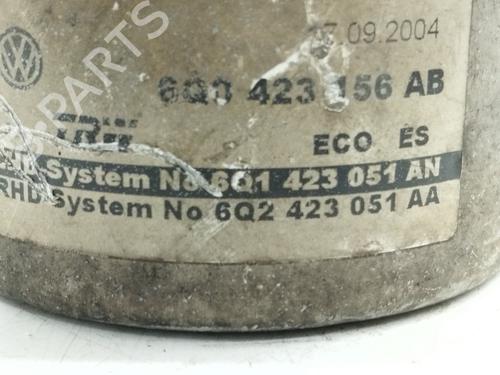 .09.2004
6Q0 423 156 AB
TRW
ECO ES
System No 6Q1 423 051 AN
RHD System No 6Q2 423 051 AA